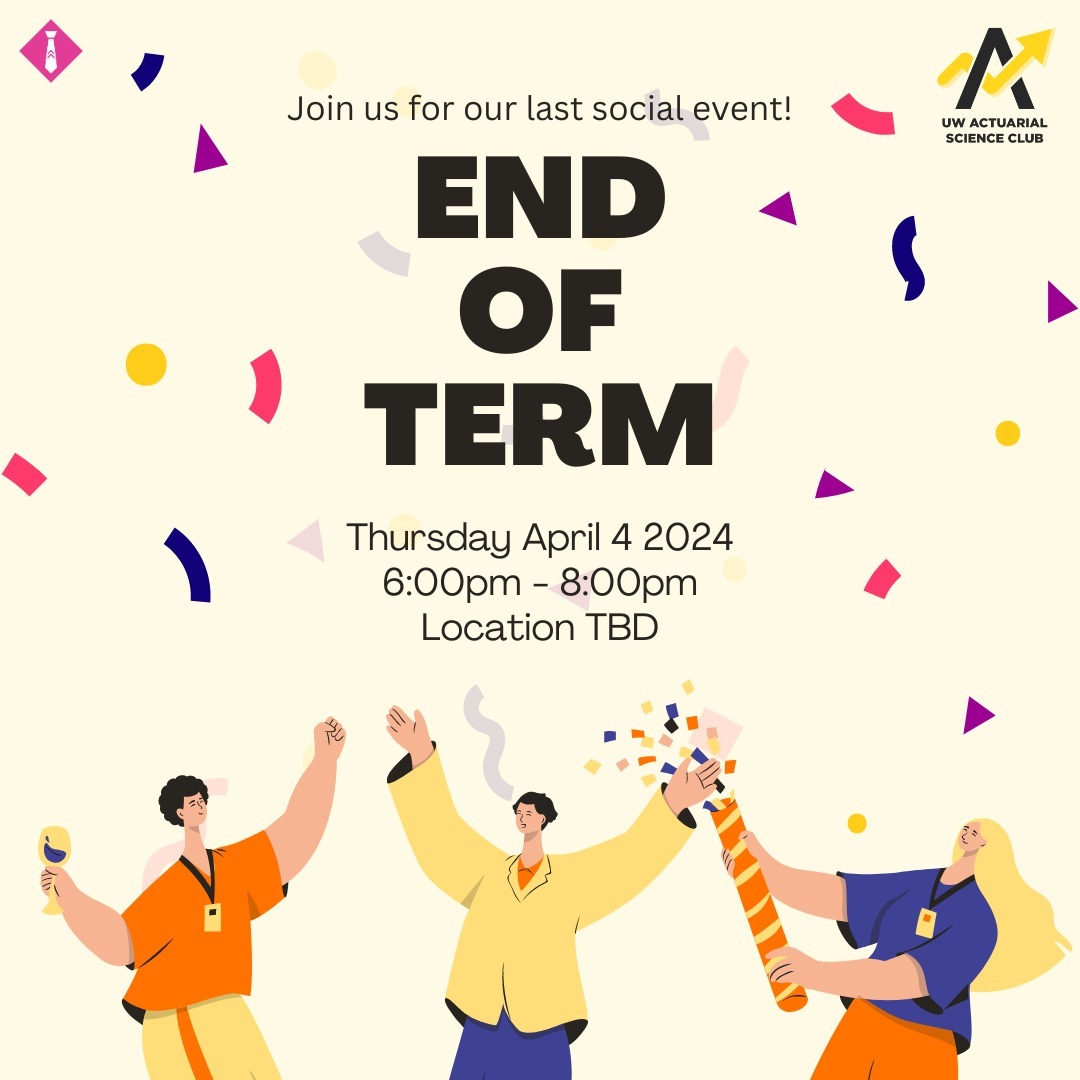 Join us for our last social event!
UW ACTUARIAL
SCIENCE CLUB
END
OF
TERM
Thursday April 4 2024
6:00pm - 8:00pm
Location TBD